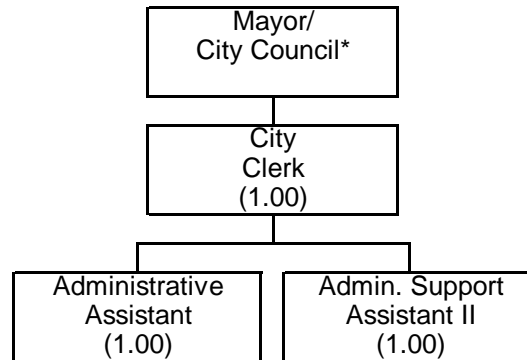 Mayor/
City Council*
City
Clerk
(1.00)
Administrative
Assistant
(1.00)
Admin. Support
Assistant II
(1.00)